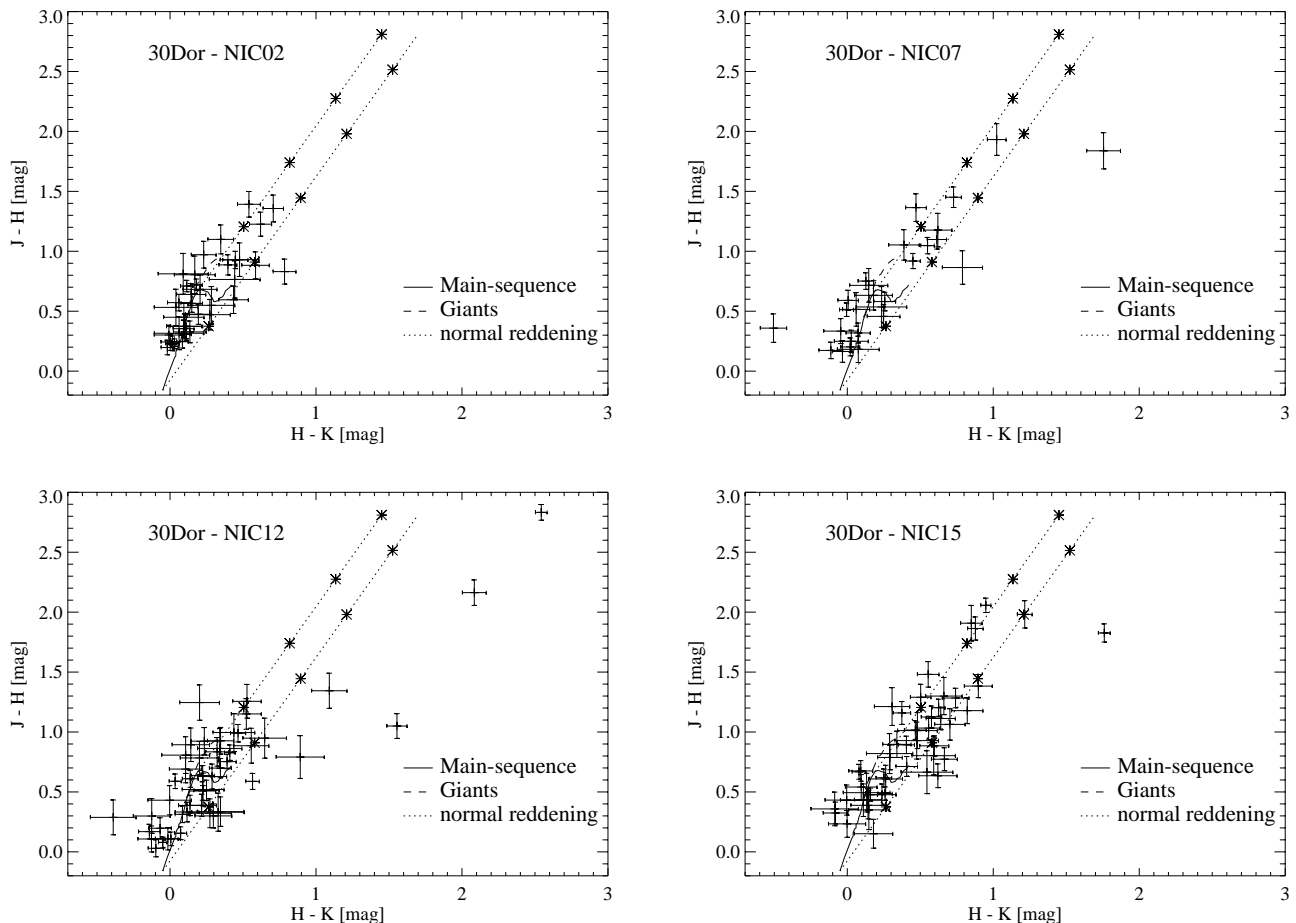 3.0
2.5
2.0
1.5
1.0
0.5
0.0
J - H [mag]
30Dor - NIC02
Main-sequence
Giants
normal reddening
0 1 2 3
H - K [mag]
3.0
2.5
2.0
1.5
1.0
0.5
0.0
J - H [mag]
30Dor - NIC07
Main-sequence
Giants
normal reddening
0 1 2 3
H - K [mag]
3.0
2.5
2.0
1.5
1.0
0.5
0.0
J - H [mag]
30Dor - NIC12
Main-sequence
Giants
normal reddening
0 1 2 3
H - K [mag]
3.0
2.5
2.0
1.5
1.0
0.5
0.0
J - H [mag]
30Dor - NIC15
Main-sequence
Giants
normal reddening
0 1 2 3
H - K [mag]